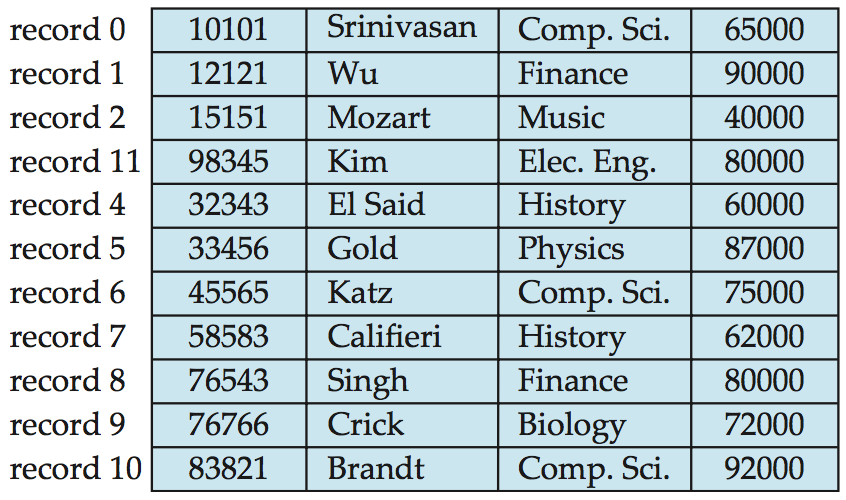 record 0 10101 Srinivasan Comp. Sci. 65000
record 1 12121 Wu Finance 90000
record 2 15151 Mozart Music 40000
record 11 98345 Kim Elec. Eng. 80000
record 4 32343 El Said History 60000
record 5 33456 Gold Physics 87000
record 6 45565 Katz Comp. Sci. 75000
record 7 58583 Califieri History 62000
record 8 76543 Singh Finance 80000
record 9 76766 Crick Biology 72000
record 10 83821 Brandt Comp. Sci. 92000